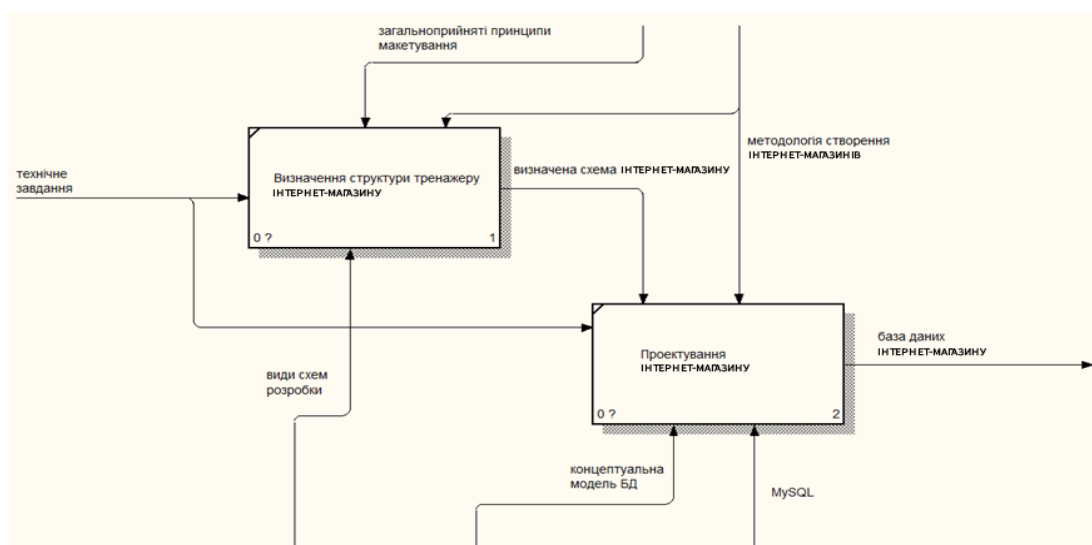 загальноприйняті принципи
макетування
методологія створення
ІНТЕРНЕТ-МАГАЗИНІВ
технічне
завдання
Визначення структури тренажеру
ІНТЕРНЕТ-МАГАЗИНУ
0 ?
1
визначена схема ІНТЕРНЕТ-МАГАЗИНУ
Проектування
ІНТЕРНЕТ-МАГАЗИНУ
0 ?
2
база даних
ІНТЕРНЕТ-МАГАЗИНУ
види схем
розробки
концептуальна
модель БД
MySQL